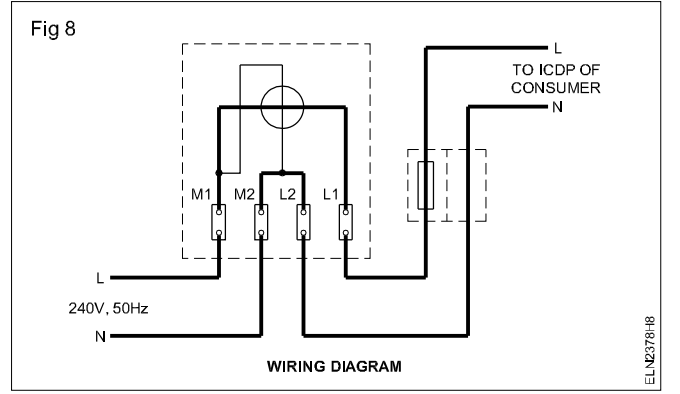 Fig 8
L
TO ICDP OF
CONSUMER
N
M1 M2 L2 L1
L
240V, 50Hz
N
WIRING DIAGRAM
ELN2378H8